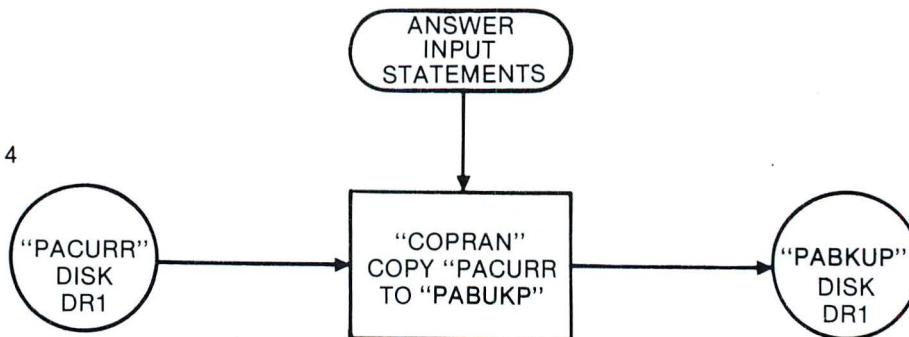 ANSWER
INPUT
STATEMENTS
4
"PACURR"
DISK
DR1
"COPRAN"
COPY "PACURR
TO "PABUKP"
"PABKUP"
DISK
DR1